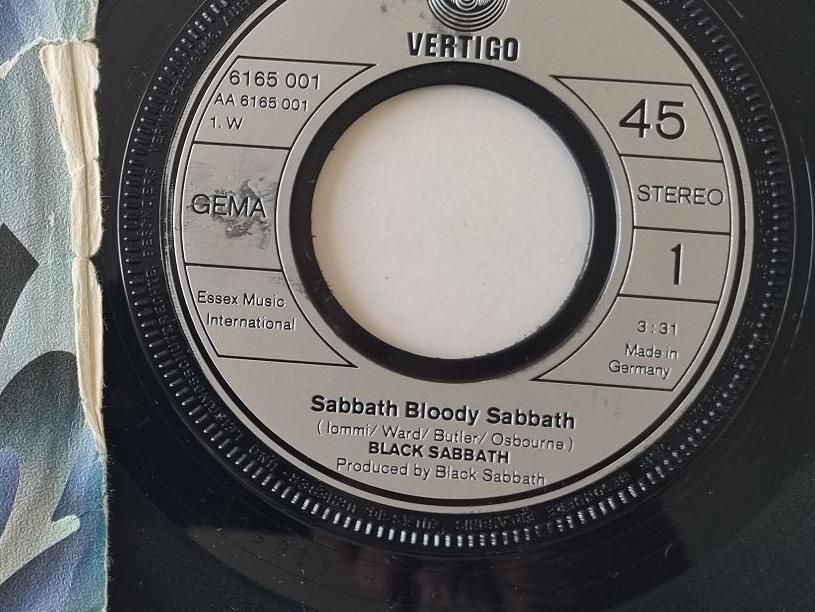 VERTIGO
6165 001
AA 6165 001
1. W
GEMA
Essex Music
International
45
STEREO
1
3:31
Made in
Germany
Sabbath Bloody Sabbath
(Iommi/Ward/Butler/Osbourne)
BLACK SABBATH
Produced by Black Sabbath